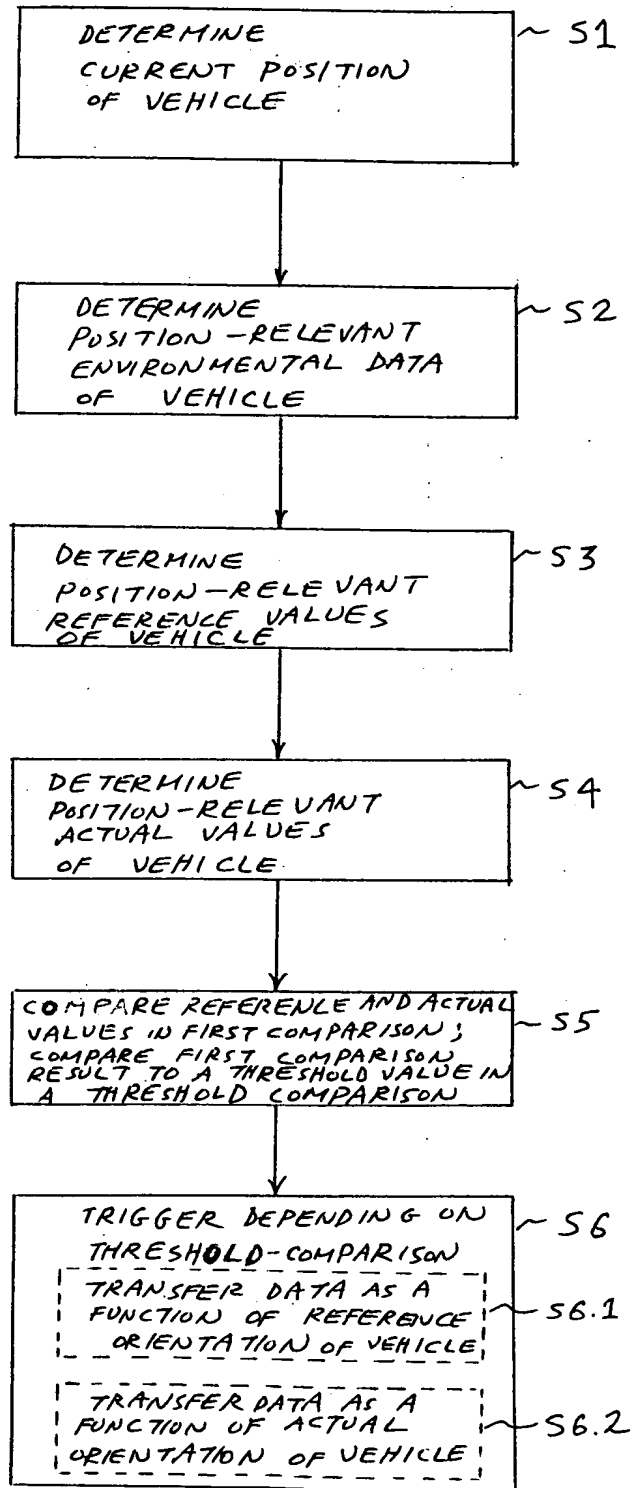 DETERMINE
CURRENT POSITION
OF VEHICLE
~ S1
DETERMINE
POSITION-RELEVANT
ENVIRONMENTAL DATA
OF VEHICLE
~ S2
DETERMINE
POSITION-RELEVANT
REFERENCE VALUES
OF VEHICLE
~ S3
DETERMINE
POSITION-RELEVANT
ACTUAL VALUES
OF VEHICLE
~ S4
COMPARE REFERENCE AND ACTUAL
VALUES IN FIRST COMPARISON;
COMPARE FIRST COMPARISON
RESULT TO A THRESHOLD VALUE IN
A THRESHOLD COMPARISON
~ S5
TRIGGER DEPENDING ON
THRESHOLD-COMPARISON
~ S6
TRANSFER DATA AS A
FUNCTION OF REFERENCE
ORIENTATION OF VEHICLE
S6.1
TRANSFER DATA AS A
FUNCTION OF ACTUAL
ORIENTATION OF VEHICLE
S6.2